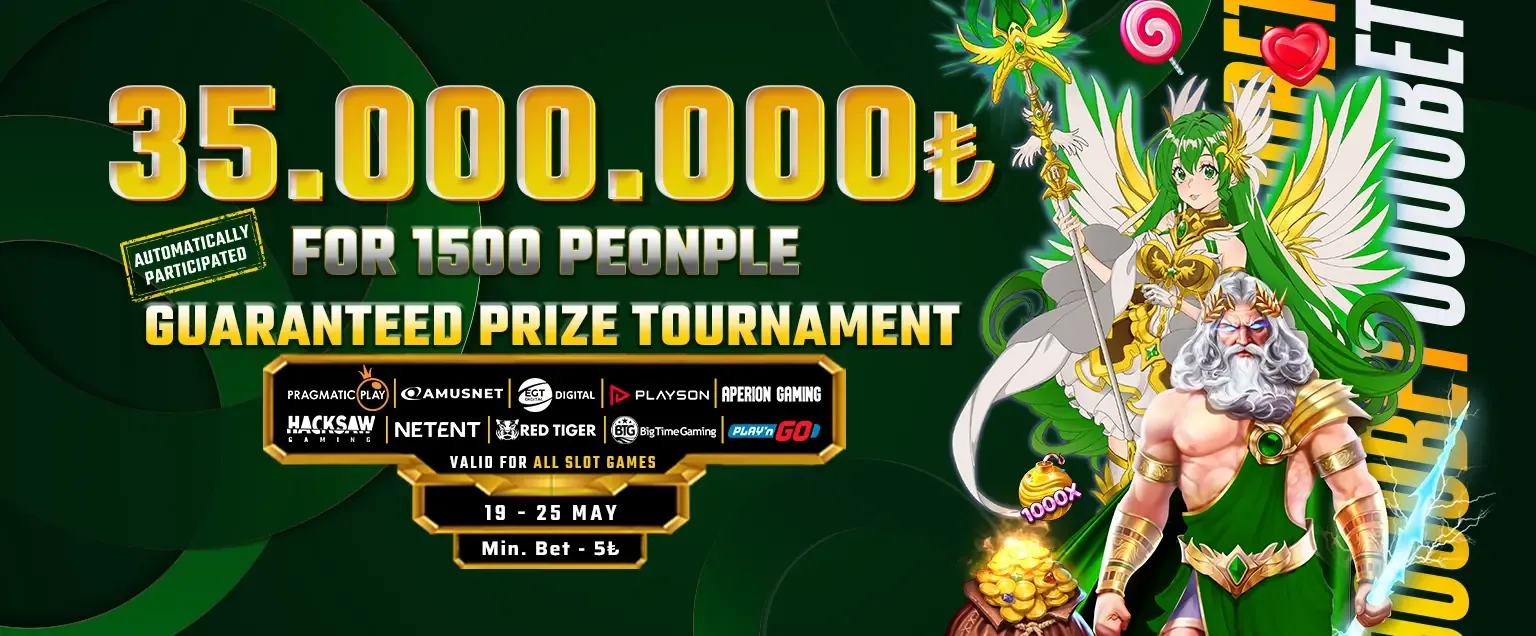 35.000.000₺
AUTOMATICALLY
PARTICIPATED
FOR 1500 PEONPLE
GUARANTEED PRIZE TOURNAMENT
PRAGMATIC PLAY AMUSNET EGT DIGITAL DIGITAL PLAYSON APERION GAMING
HACKSAW GAMING NETENT RED TIGER BTG BigTimeGaming PLAY'n GO
VALID FOR ALL SLOT GAMES
19 - 25 MAY
Min. Bet - 5₺
1000X